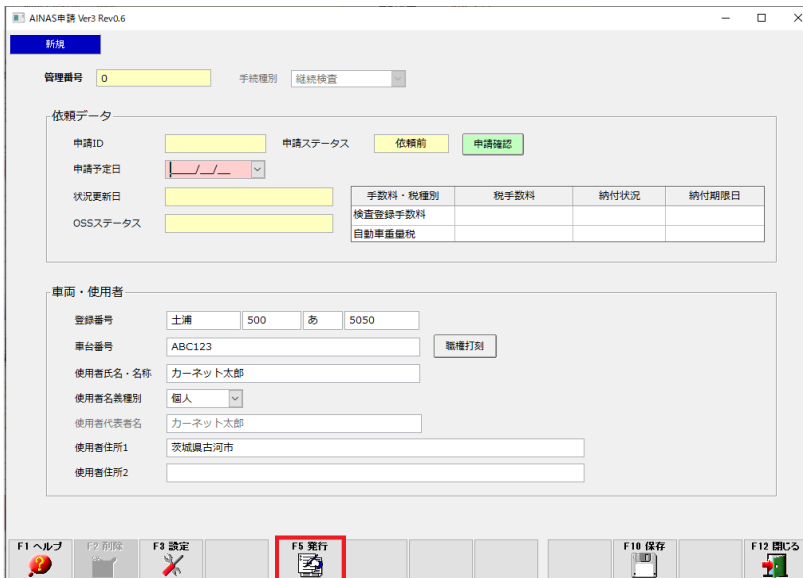 AINAS申請 Ver3 Rev0.6
新規
管理番号 0 手続種別 継続検査
依頼データ
申請ID 申請ステータス 依頼前 申請確認
申請予定日 __/__/__
状況更新日
OSSステータス
手数料・税種別 税手数料 納付状況 納付期限日
検査登録手数料
自動車重量税
車両・使用者
登録番号 土浦 500 あ 5050
車台番号 ABC123 職権打刻
使用者氏名・名称 カーネット太郎
使用者名義種別 個人
使用者代表者名 カーネット太郎
使用者住所1 茨城県古河市
使用者住所2
F1 ヘルプ F2 削除 F3 設定 F5 発行 F10 保存 F12 閉じる